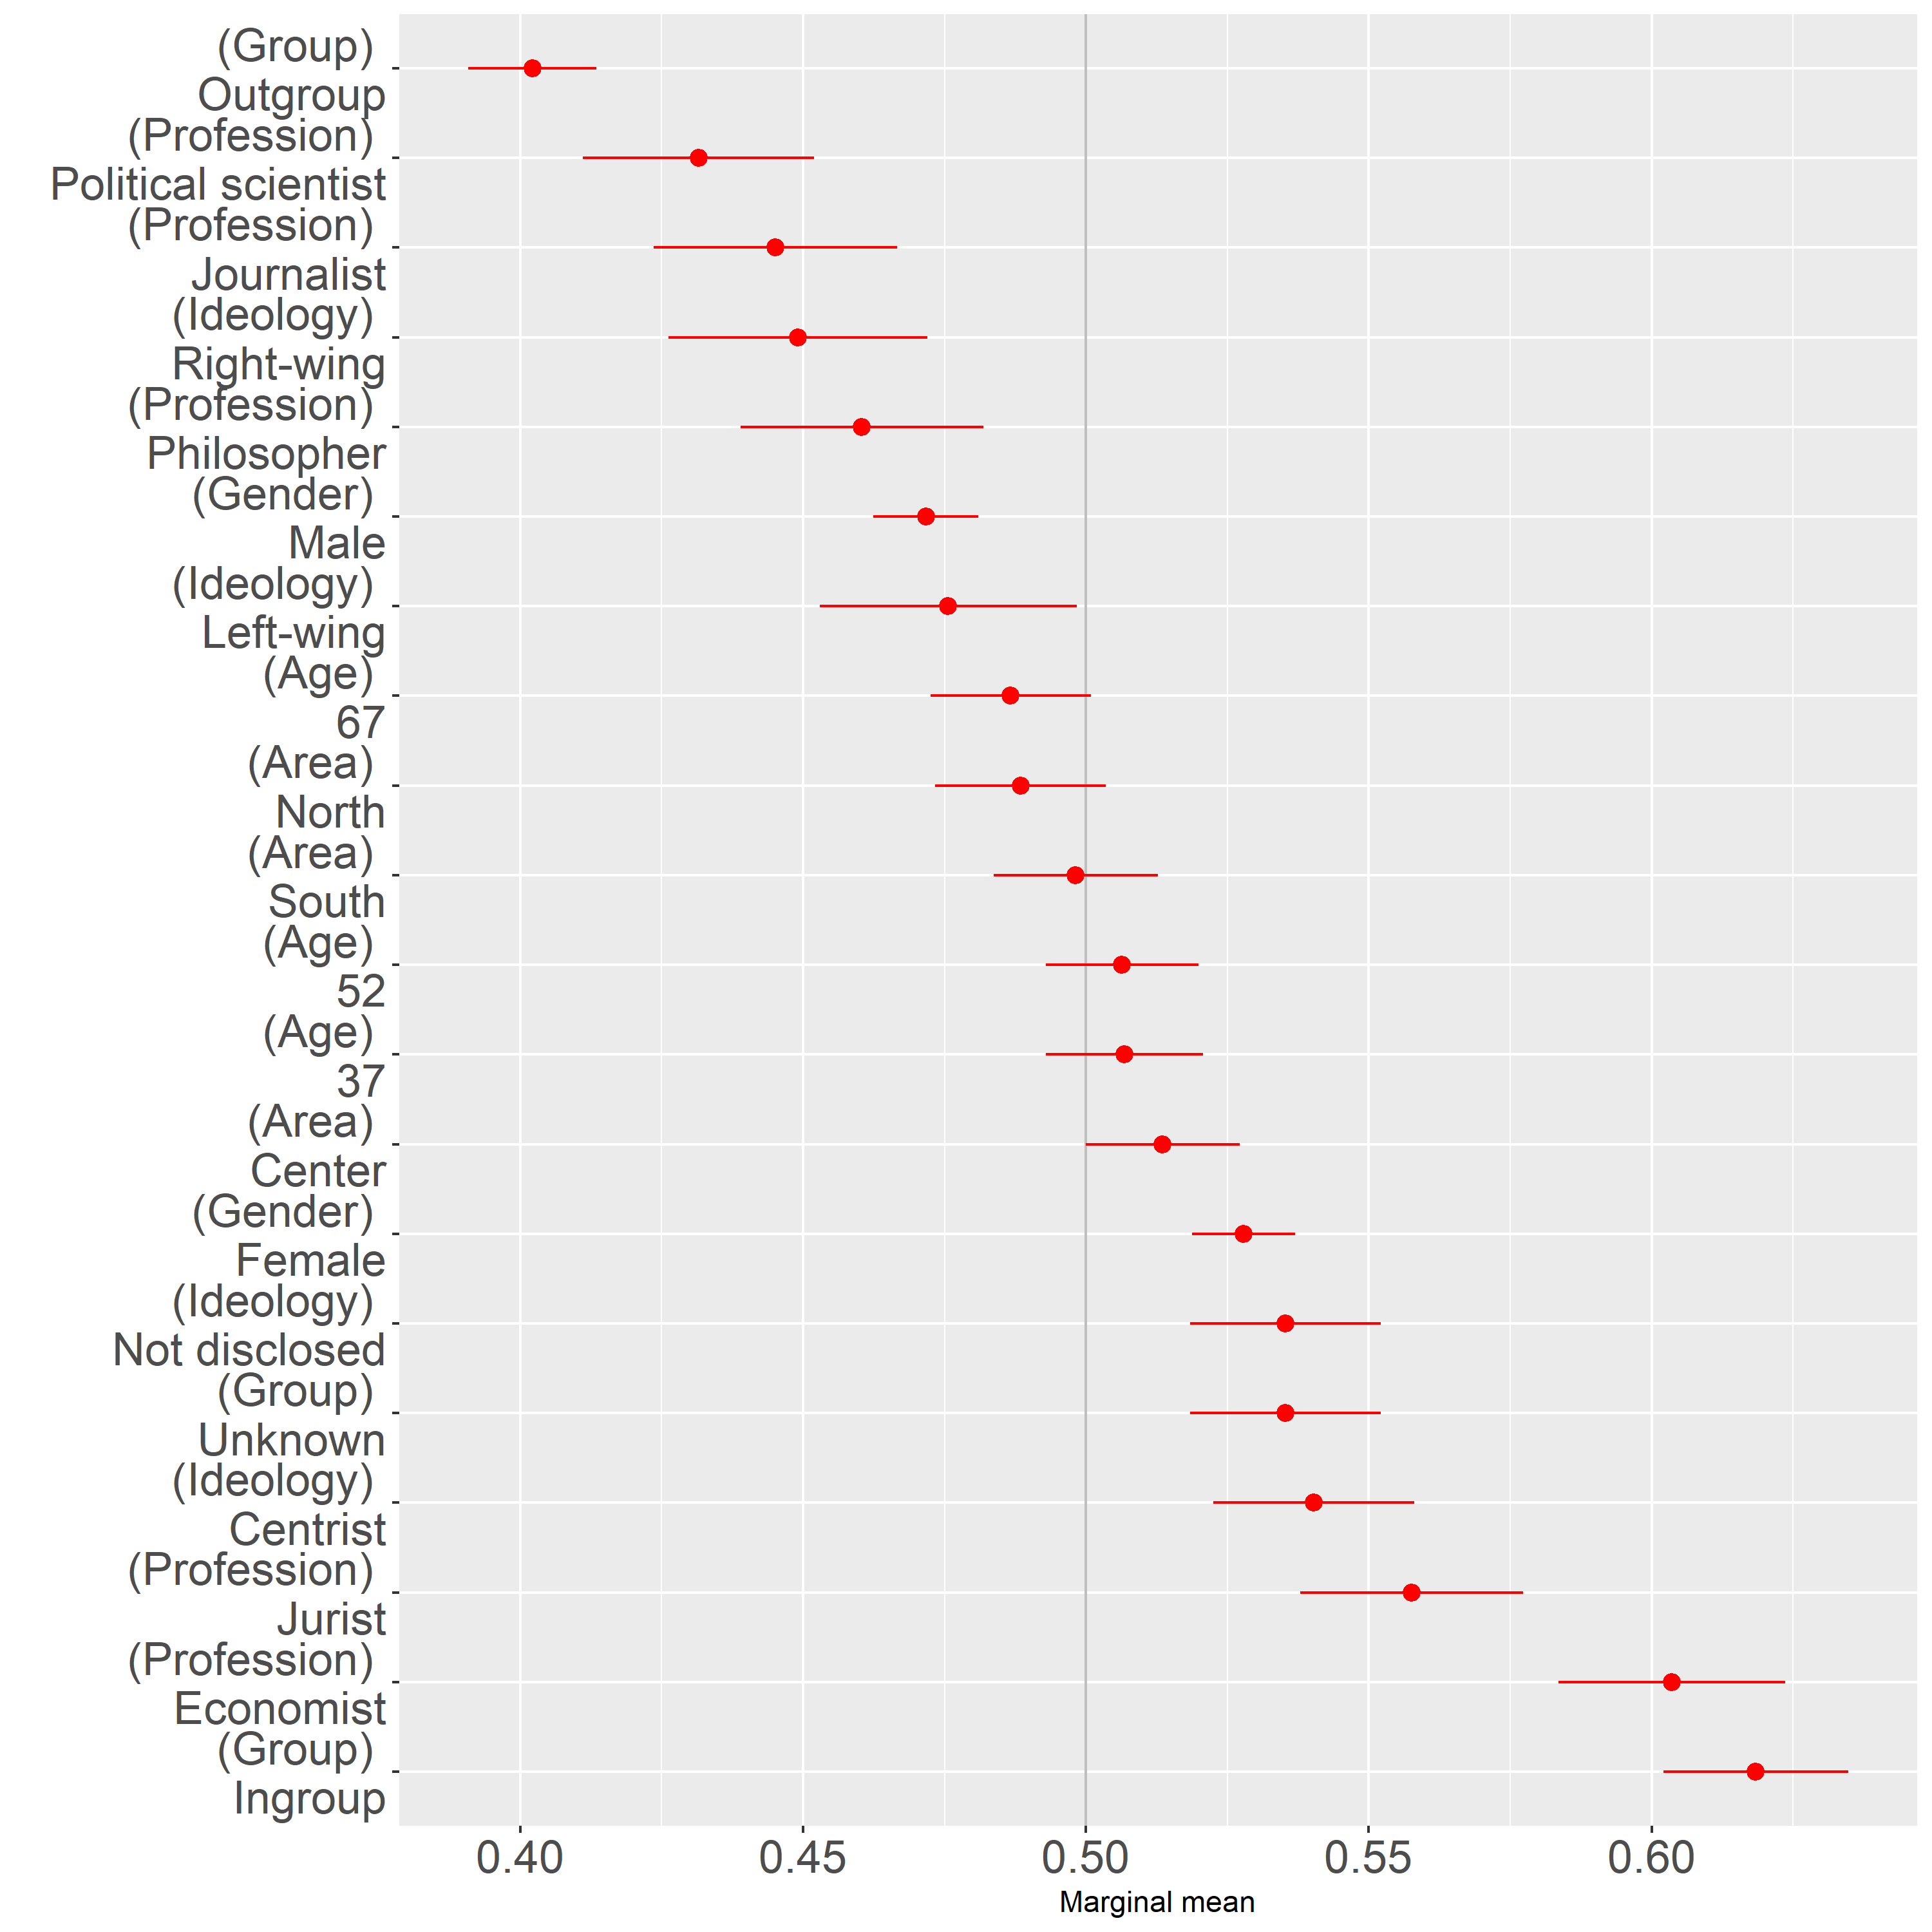 (Group)
Outgroup
(Profession)
Political scientist
(Profession)
Journalist
(Ideology)
Right-wing
(Profession)
Philosopher
(Gender)
Male
(Ideology)
Left-wing
(Age)
67
(Area)
North
(Area)
South
(Age)
52
(Age)
37
(Area)
Center
(Gender)
Female
(Ideology)
Not disclosed
(Group)
Unknown
(Ideology)
Centrist
(Profession)
Jurist
(Profession)
Economist
(Group)
Ingroup
0.40 0.45 0.50 0.55 0.60
Marginal mean